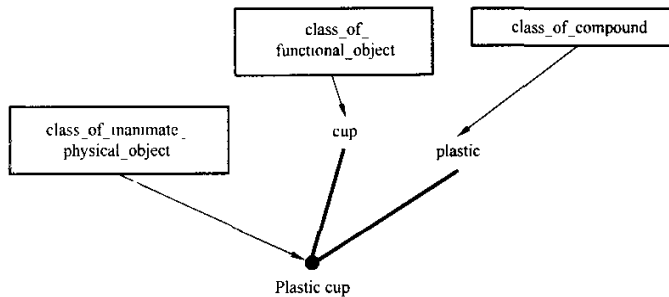 class_of_
functional_object
class_of_compound
class_of_inanimate_
physical_object
cup
plastic
Plastic cup